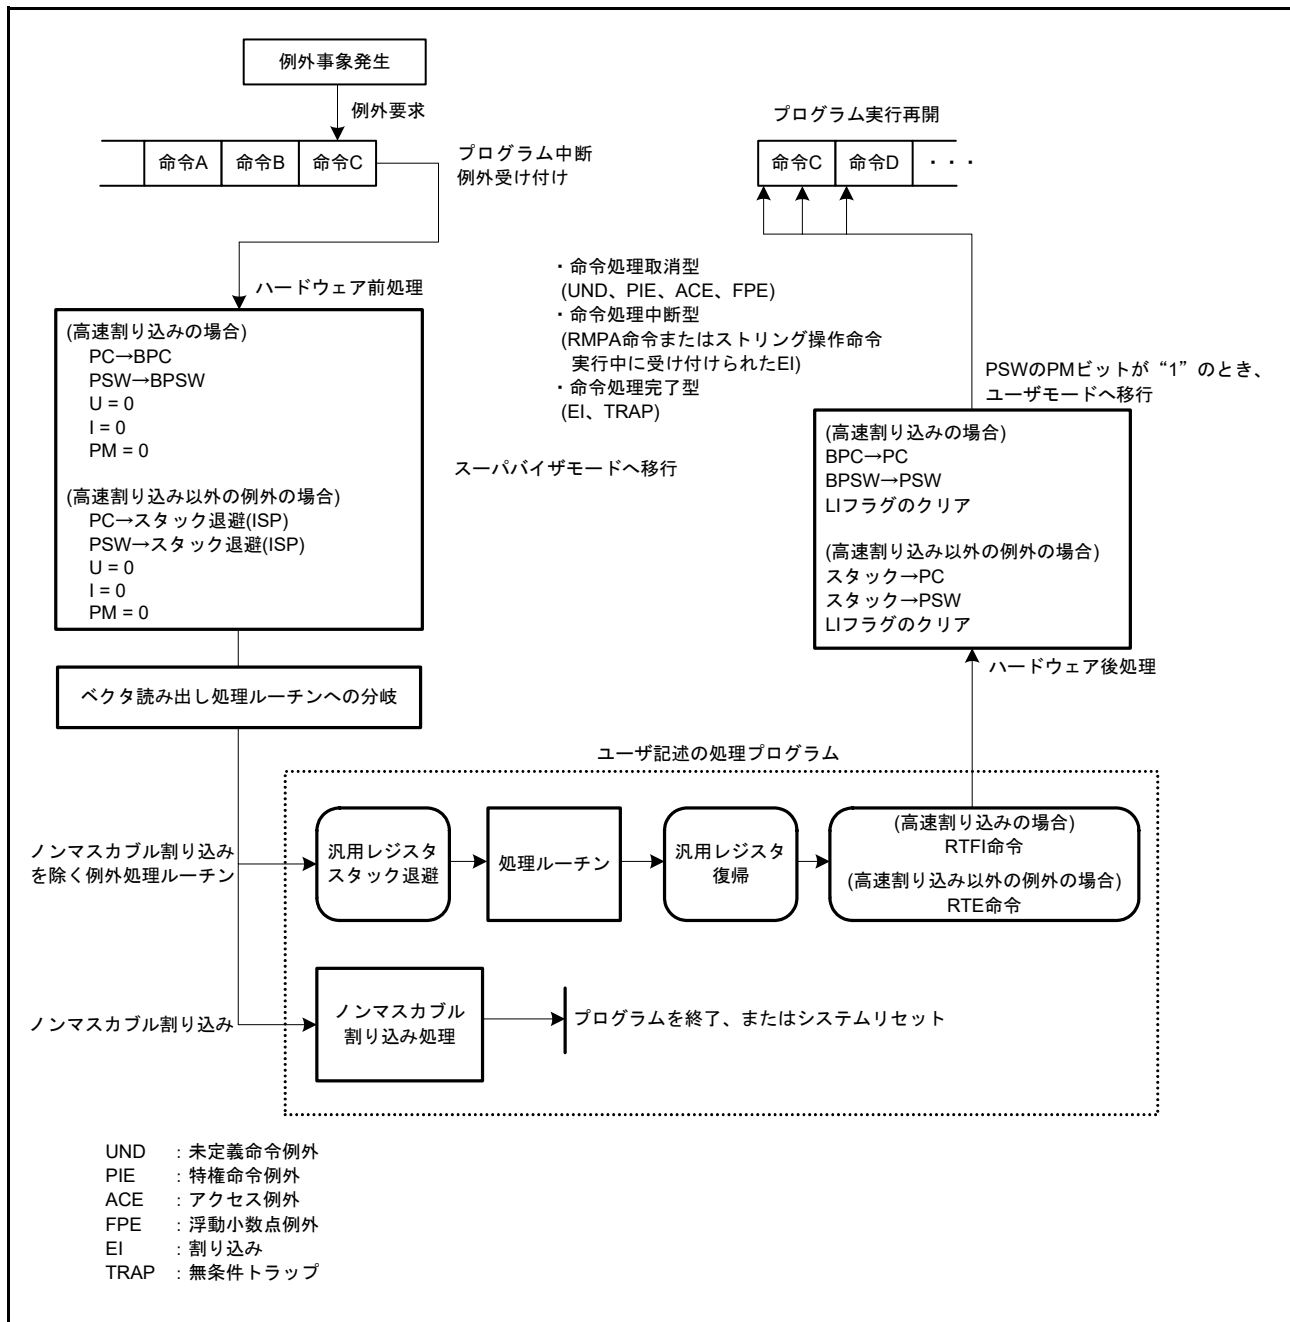 例外事象発生
例外要求
命令A 命令B 命令C
プログラム中断
例外受け付け
プログラム実行再開
命令C 命令D ・・・
ハードウェア前処理
(高速割り込みの場合)
PC→BPC
PSW→BPSW
U = 0
I = 0
PM = 0
(高速割り込み以外の例外の場合)
PC→スタック退避(ISP)
PSW→スタック退避(ISP)
U = 0
I = 0
PM = 0
・命令処理取消型
(UND、PIE、ACE、FPE)
・命令処理中断型
(RMPA命令またはストリング操作命令
実行中に受け付けられたEI)
・命令処理完了型
(EI、TRAP)
スーパバイザモードへ移行
PSWのPMビットが“1”のとき、
ユーザモードへ移行
(高速割り込みの場合)
BPC→PC
BPSW→PSW
LIフラグのクリア
(高速割り込み以外の例外の場合)
スタック→PC
スタック→PSW
LIフラグのクリア
ハードウェア後処理
ベクタ読み出し処理ルーチンへの分岐
ユーザ記述の処理プログラム
ノンマスカブル割り込み
を除く例外処理ルーチン
汎用レジスタ
スタック退避
処理ルーチン
汎用レジスタ
復帰
(高速割り込みの場合)
RTFI命令
(高速割り込み以外の例外の場合)
RTE命令
ノンマスカブル割り込み
ノンマスカブル
割り込み処理
プログラムを終了、またはシステムリセット
UND : 未定義命令例外
PIE : 特権命令例外
ACE : アクセス例外
FPE : 浮動小数点例外
EI : 割り込み
TRAP : 無条件トラップ